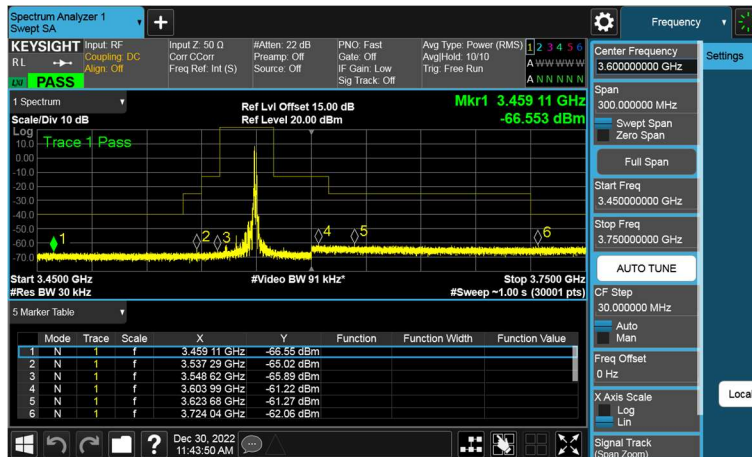 Spectrum Analyzer 1
Swept SA
+
Frequency
KEYSIGHT
RL
LXI
PASS
Input: RF
Coupling: DC
Align: Off
Input Z: 50 Ω
Corr CCorr
Freq Ref: Int (S)
#Atten: 22 dB
Preamp: Off
Source: Off
PNO: Fast
Gate: Off
IF Gain: Low
Sig Track: Off
Avg Type: Power (RMS)
Avg|Hold: 10/10
Trig: Free Run
1 2 3 4 5 6
A W W W W W
A N N N N N
1 Spectrum
Scale/Div 10 dB
Ref Lvl Offset 15.00 dB
Ref Level 20.00 dBm
Mkr1 3.459 11 GHz
-66.553 dBm
Log
Trace 1 Pass
10.0
0.00
-10.0
-20.0
-30.0
-40.0
-50.0
-60.0
-70.0
1
2
3
4
5
6
Start 3.4500 GHz
#Res BW 30 kHz
#Video BW 91 kHz*
Stop 3.7500 GHz
#Sweep ~1.00 s (30001 pts)
5 Marker Table
Mode Trace Scale X Y Function Function Width Function Value
1 N 1 f 3.459 11 GHz -66.55 dBm
2 N 1 f 3.537 29 GHz -65.02 dBm
3 N 1 f 3.548 62 GHz -65.89 dBm
4 N 1 f 3.603 99 GHz -61.22 dBm
5 N 1 f 3.623 68 GHz -61.27 dBm
6 N 1 f 3.724 04 GHz -62.06 dBm
?
Dec 30, 2022
11:43:50 AM
Center Frequency
3.600000000 GHz
Span
300.000000 MHz
Swept Span
Zero Span
Full Span
Start Freq
3.450000000 GHz
Stop Freq
3.750000000 GHz
AUTO TUNE
CF Step
30.000000 MHz
Auto
Man
Freq Offset
0 Hz
X Axis Scale
Log
Lin
Signal Track
(Span Zoom)
Settings
Local